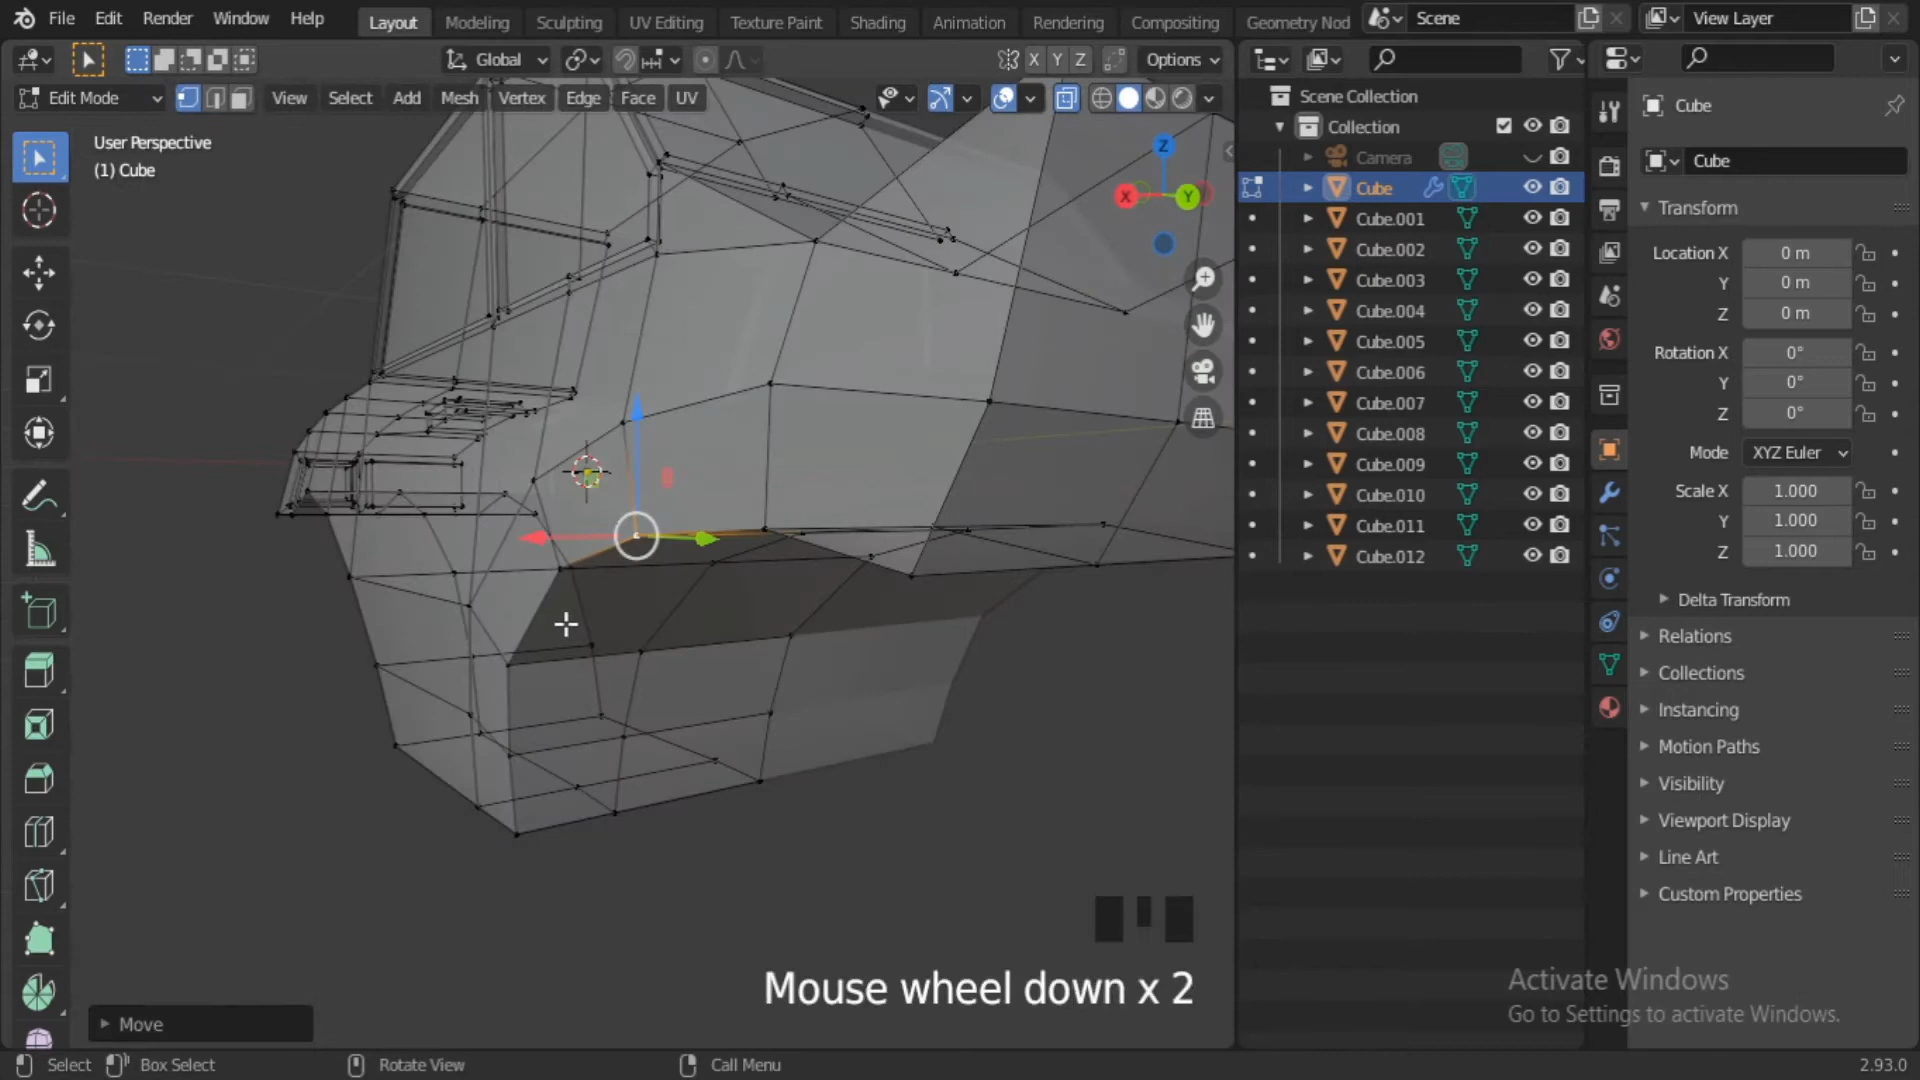 File Edit Render Window Help Layout Modeling Sculpting UV Editing Texture Paint Shading Animation Rendering Compositing Geometry Nod Scene View Layer
Global X Y Z Options
Edit Mode View Select Add Mesh Vertex Edge Face UV
User Perspective
(1) Cube
Z
X
Y
Scene Collection
Collection
Camera
Cube
Cube.001
Cube.002
Cube.003
Cube.004
Cube.005
Cube.006
Cube.007
Cube.008
Cube.009
Cube.010
Cube.011
Cube.012
Cube
Cube
Transform
Location X 0 m
Y 0 m
Z 0 m
Rotation X 0°
Y 0°
Z 0°
Mode XYZ Euler
Scale X 1.000
Y 1.000
Z 1.000
Delta Transform
Relations
Collections
Instancing
Motion Paths
Visibility
Viewport Display
Line Art
Custom Properties
Mouse wheel down x 2
Activate Windows
Go to Settings to activate Windows.
Move
Select Box Select Rotate View Call Menu 2.93.0